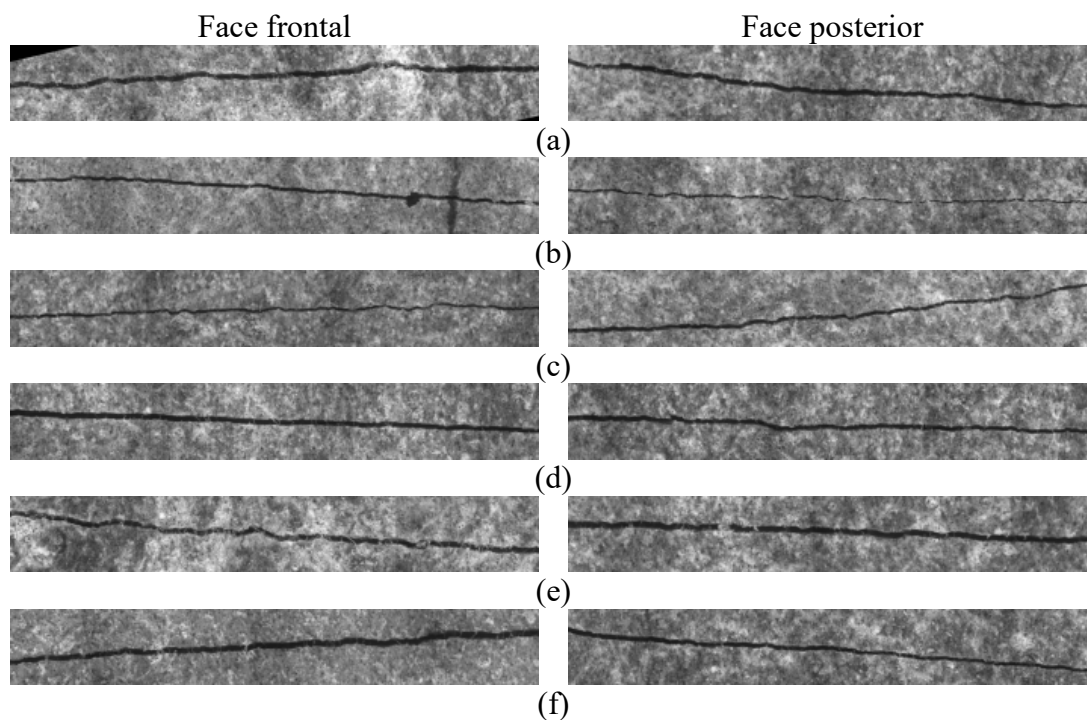 Face frontal Face posterior
(a)
(b)
(c)
(d)
(e)
(f)